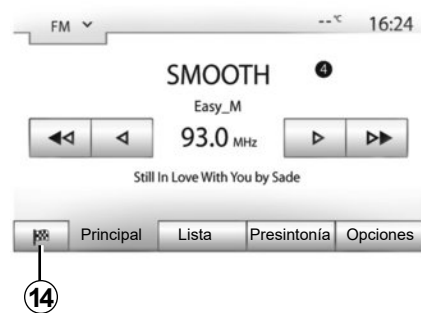 FM --°C 16:24
SMOOTH 4
Easy_M
93.0 MHz
Still In Love With You by Sade
Principal Lista Presintonía Opciones
14